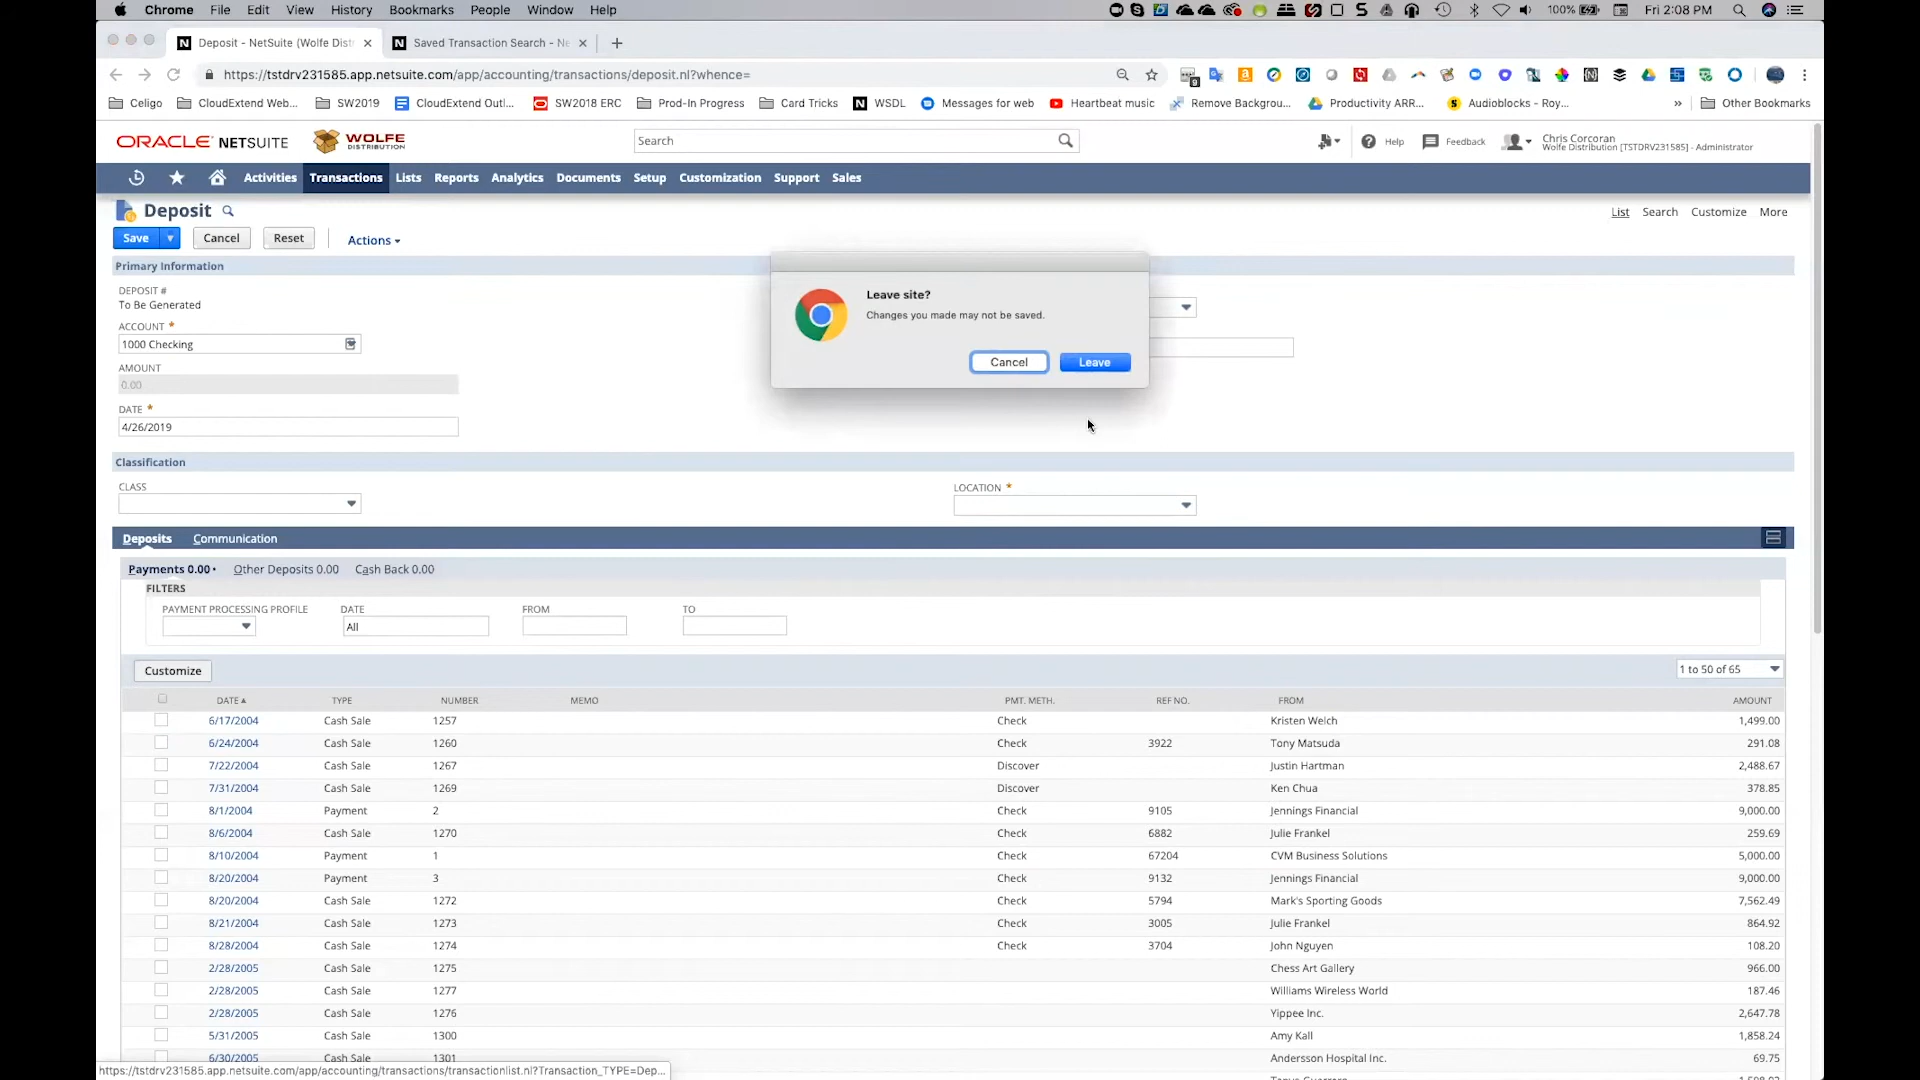 Chrome File Edit View History Bookmarks People Window Help 100% Fri 2:08 PM
Deposit - NetSuite (Wolfe Dist Saved Transaction Search - Ne
https://tstdrv231585.app.netsuite.com/app/accounting/transactions/deposit.nl?whence=
Celigo CloudExtend Web... SW2019 CloudExtend Outl... SW2018 ERC Prod-In Progress Card Tricks WSDL Messages for web Heartbeat music Remove Backgrou... Productivity ARR... Audioblocks - Roy... » Other Bookmarks
ORACLE NETSUITE WOLFE DISTRIBUTION Search Help Feedback Chris Corcoran
Wolfe Distribution [TSTDRV231585] - Administrator
Activities Transactions Lists Reports Analytics Documents Setup Customization Support Sales
Deposit List Search Customize More
Save Cancel Reset Actions
Primary Information
DEPOSIT #
To Be Generated
ACCOUNT *
1000 Checking
AMOUNT
0.00
DATE *
4/26/2019
Leave site?
Changes you made may not be saved.
Cancel Leave
Classification
CLASS LOCATION *
Deposits Communication
Payments 0.00 • Other Deposits 0.00 Cash Back 0.00
FILTERS
PAYMENT PROCESSING PROFILE DATE FROM TO
All
Customize 1 to 50 of 65
DATE TYPE NUMBER MEMO PMT. METH. REF NO. FROM AMOUNT
6/17/2004 Cash Sale 1257 Check Kristen Welch 1,499.00
6/24/2004 Cash Sale 1260 Check 3922 Tony Matsuda 291.08
7/22/2004 Cash Sale 1267 Discover Justin Hartman 2,488.67
7/31/2004 Cash Sale 1269 Discover Ken Chua 378.85
8/1/2004 Payment 2 Check 9105 Jennings Financial 9,000.00
8/6/2004 Cash Sale 1270 Check 6882 Julie Frankel 259.69
8/10/2004 Payment 1 Check 67204 CVM Business Solutions 5,000.00
8/20/2004 Payment 3 Check 9132 Jennings Financial 9,000.00
8/20/2004 Cash Sale 1272 Check 5794 Mark's Sporting Goods 7,562.49
8/21/2004 Cash Sale 1273 Check 3005 Julie Frankel 864.92
8/28/2004 Cash Sale 1274 Check 3704 John Nguyen 108.20
2/28/2005 Cash Sale 1275 Chess Art Gallery 966.00
2/28/2005 Cash Sale 1277 Williams Wireless World 187.46
2/28/2005 Cash Sale 1276 Yippee Inc. 2,647.78
5/31/2005 Cash Sale 1300 Amy Kall 1,858.24
6/30/2005 Cash Sale 1301 Andersson Hospital Inc. 69.75
https://tstdrv231585.app.netsuite.com/app/accounting/transactions/transactionlist.nl?Transaction_TYPE=Dep...